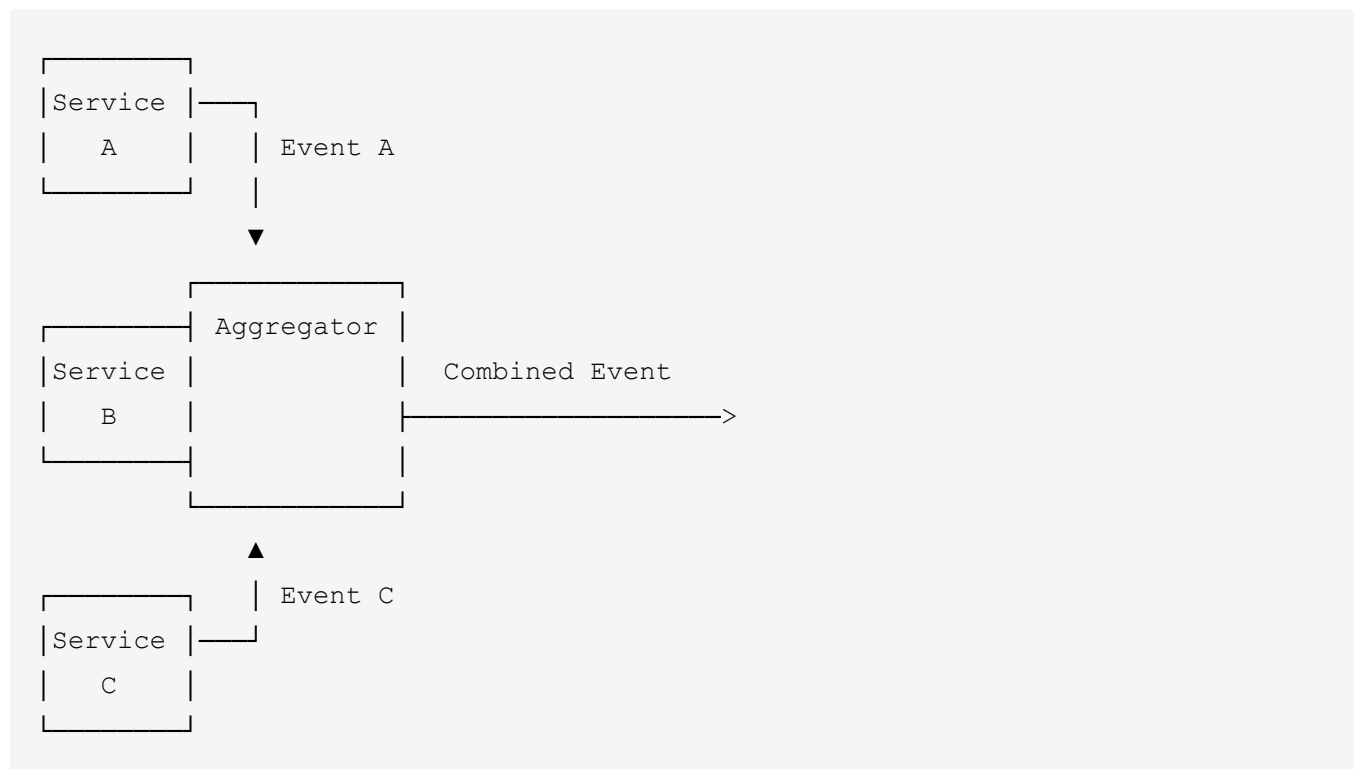 Service
A
Event A
Aggregator
Service
Combined Event
B
Event C
Service
C